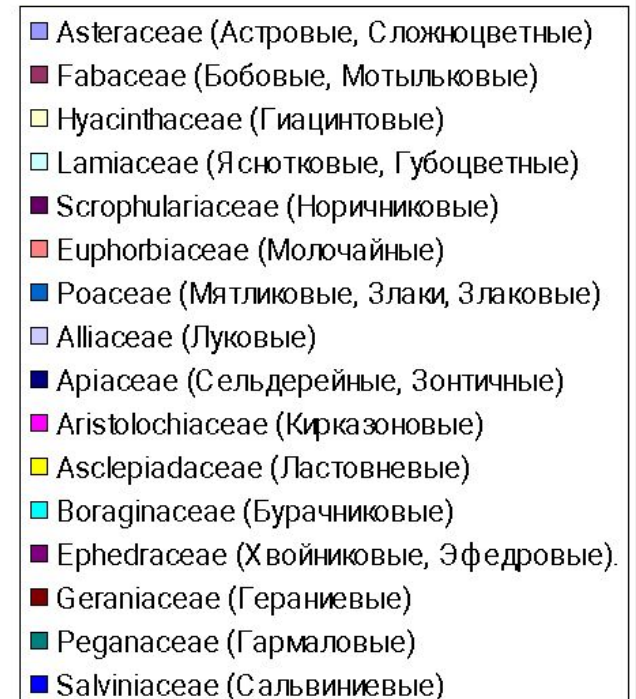 Asteraceae (Астровые, Сложноцветные)
Fabaceae (Бобовые, Мотыльковые)
Hyacinthaceae (Гиацинтовые)
Lamiaceae (Яснотковые, Губоцветные)
Scrophulariaceae (Норичниковые)
Euphorbiaceae (Молочайные)
Poaceae (Мятликовые, Злаки, Злаковые)
Alliaceae (Луковые)
Apiaceae (Сельдерейные, Зонтичные)
Aristolochiaceae (Кирказоновые)
Asclepiadaceae (Ластовневые)
Boraginaceae (Бурачниковые)
Ephedraceae (Хвойниковые, Эфедровые).
Geraniaceae (Гераниевые)
Peganaceae (Гармаловые)
Salviniaceae (Сальвиниевые)